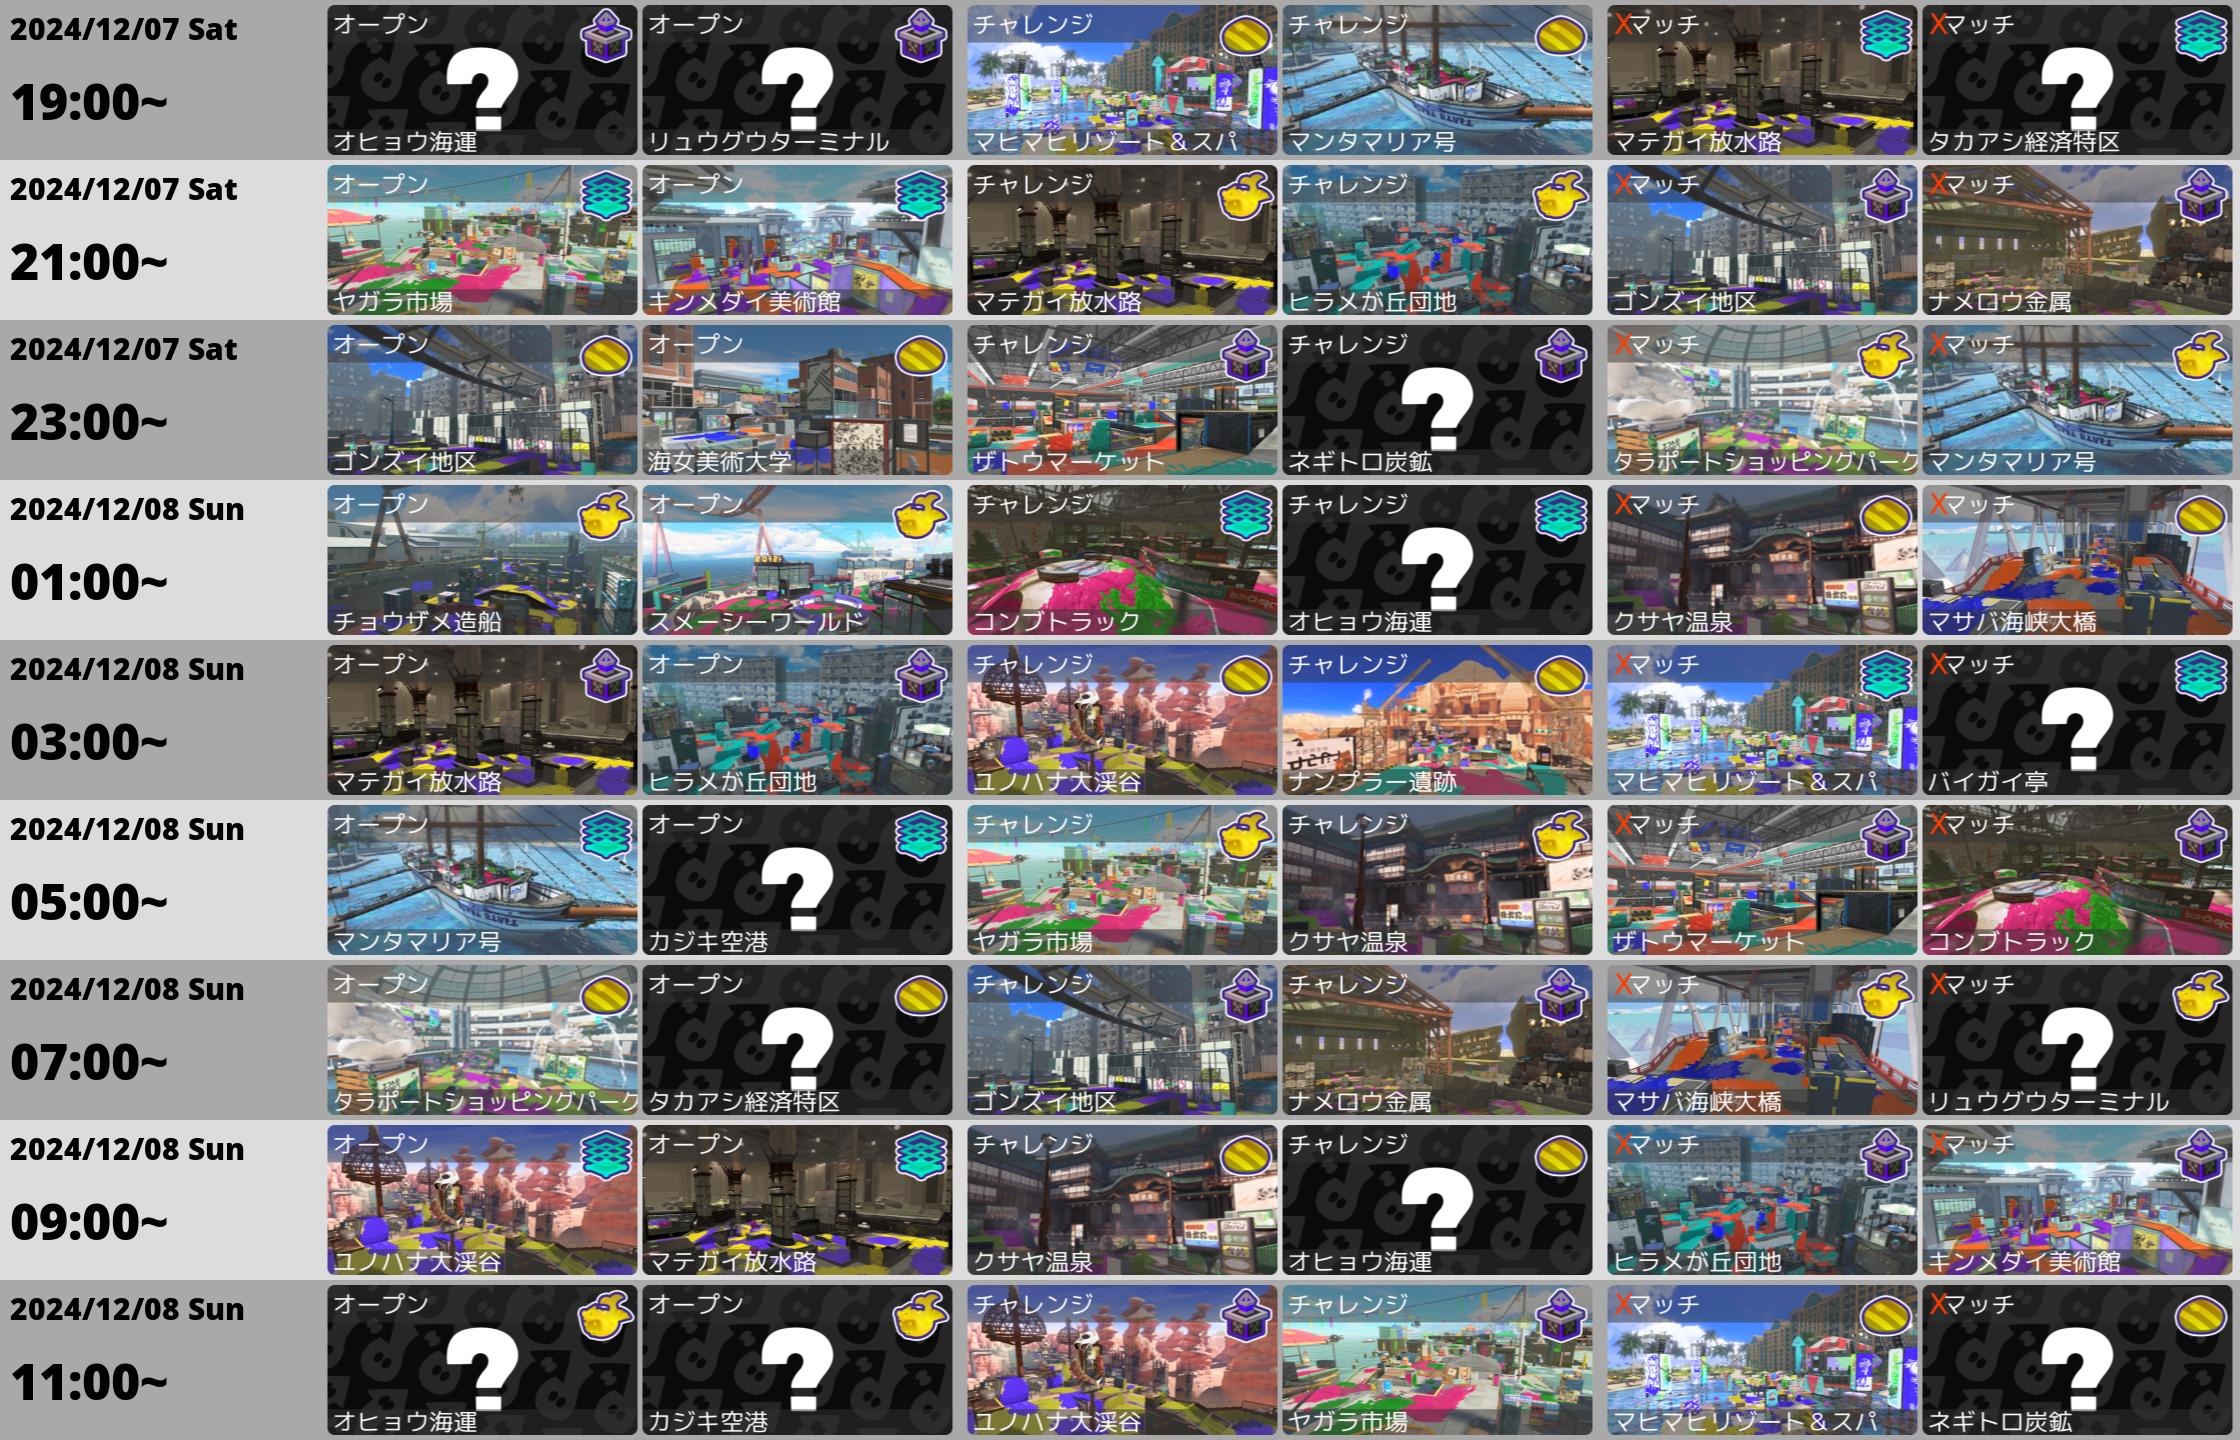 2024/12/07 Sat
19:00~
オープン
オヒョウ海運
オープン
リュウグウターミナル
チャレンジ
マヒマヒリゾート＆スパ
チャレンジ
マンタマリア号
Xマッチ
マテガイ放水路
Xマッチ
タカアシ経済特区
2024/12/07 Sat
21:00~
オープン
ヤガラ市場
オープン
キンメダイ美術館
チャレンジ
マテガイ放水路
チャレンジ
ヒラメが丘団地
Xマッチ
ゴンズイ地区
Xマッチ
ナメロウ金属
2024/12/07 Sat
23:00~
オープン
ゴンズイ地区
オープン
海女美術大学
チャレンジ
ザトウマーケット
チャレンジ
ネギトロ炭鉱
Xマッチ
タラポートショッピングパーク
Xマッチ
マンタマリア号
2024/12/08 Sun
01:00~
オープン
チョウザメ造船
オープン
スメーシーワールド
チャレンジ
コンブトラック
チャレンジ
オヒョウ海運
Xマッチ
クサヤ温泉
Xマッチ
マサバ海峡大橋
2024/12/08 Sun
03:00~
オープン
マテガイ放水路
オープン
ヒラメが丘団地
チャレンジ
ユノハナ大渓谷
チャレンジ
ナンプラー遺跡
Xマッチ
マヒマヒリゾート＆スパ
Xマッチ
バイガイ亭
2024/12/08 Sun
05:00~
オープン
マンタマリア号
オープン
カジキ空港
チャレンジ
ヤガラ市場
チャレンジ
クサヤ温泉
Xマッチ
ザトウマーケット
Xマッチ
コンブトラック
2024/12/08 Sun
07:00~
オープン
タラポートショッピングパーク
オープン
タカアシ経済特区
チャレンジ
ゴンズイ地区
チャレンジ
ナメロウ金属
Xマッチ
マサバ海峡大橋
Xマッチ
リュウグウターミナル
2024/12/08 Sun
09:00~
オープン
ユノハナ大渓谷
オープン
マテガイ放水路
チャレンジ
クサヤ温泉
チャレンジ
オヒョウ海運
Xマッチ
ヒラメが丘団地
Xマッチ
キンメダイ美術館
2024/12/08 Sun
11:00~
オープン
オヒョウ海運
オープン
カジキ空港
チャレンジ
ユノハナ大渓谷
チャレンジ
ヤガラ市場
Xマッチ
マヒマヒリゾート＆スパ
Xマッチ
ネギトロ炭鉱